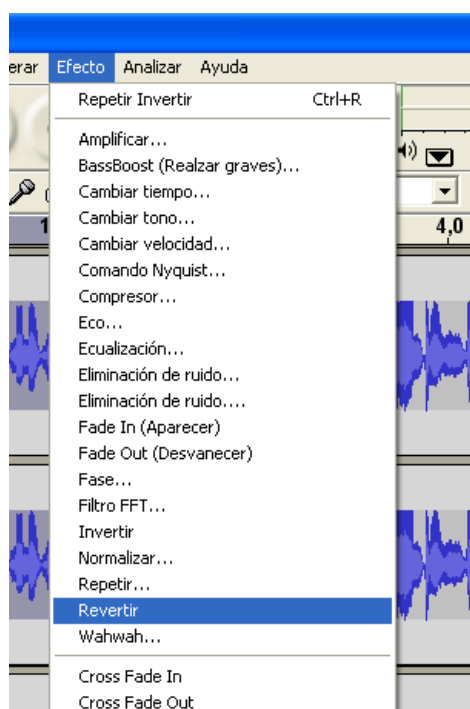 erar Efecto Analizar Ayuda
Repetir Invertir Ctrl+R
Amplificar...
BassBoost (Realzar graves)...
Cambiar tiempo...
Cambiar tono...
Cambiar velocidad...
Comando Nyquist...
Compresor...
Eco...
Ecualización...
Eliminación de ruido...
Eliminación de ruido....
Fade In (Aparecer)
Fade Out (Desvanecer)
Fase...
Filtro FFT...
Invertir
Normalizar...
Repetir...
Revertir
Wahwah...
Cross Fade In
Cross Fade Out
1
4,0